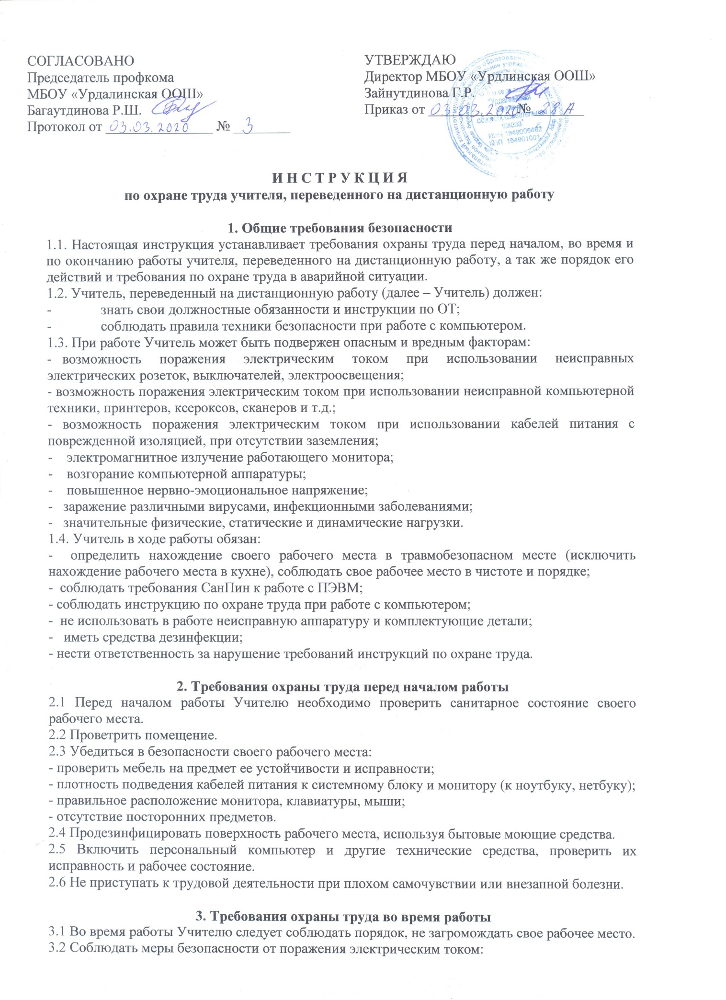 СОГЛАСОВАНО
Председатель профкома
МБОУ «Урдалинская ООШ»
Багаутдинова Р.Ш.
Протокол от 03.03.2020 № 3
УТВЕРЖДАЮ
Директор МБОУ «Урдлинская ООШ»
Зайнутдинова Г.Р.
Приказ от 03.03.2020 № 28 А
"Урдалинская
общеобразовательная
школа"
ИНН 1649006482
КПП 164901001
И Н С Т Р У К Ц И Я
по охране труда учителя, переведенного на дистанционную работу
1. Общие требования безопасности
1.1. Настоящая инструкция устанавливает требования охраны труда перед началом, во время и
по окончанию работы учителя, переведенного на дистанционную работу, а так же порядок его
действий и требования по охране труда в аварийной ситуации.
1.2. Учитель, переведенный на дистанционную работу (далее – Учитель) должен:
- знать свои должностные обязанности и инструкции по ОТ;
- соблюдать правила техники безопасности при работе с компьютером.
1.3. При работе Учитель может быть подвержен опасным и вредным факторам:
- возможность поражения электрическим током при использовании неисправных
электрических розеток, выключателей, электроосвещения;
- возможность поражения электрическим током при использовании неисправной компьютерной
техники, принтеров, ксероксов, сканеров и т.д.;
- возможность поражения электрическим током при использовании кабелей питания с
поврежденной изоляцией, при отсутствии заземления;
- электромагнитное излучение работающего монитора;
- возгорание компьютерной аппаратуры;
- повышенное нервно-эмоциональное напряжение;
- заражение различными вирусами, инфекционными заболеваниями;
- значительные физические, статические и динамические нагрузки.
1.4. Учитель в ходе работы обязан:
- определить нахождение своего рабочего места в травмобезопасном месте (исключить
нахождение рабочего места в кухне), соблюдать свое рабочее место в чистоте и порядке;
- соблюдать требования СанПин к работе с ПЭВМ;
- соблюдать инструкцию по охране труда при работе с компьютером;
- не использовать в работе неисправную аппаратуру и комплектующие детали;
- иметь средства дезинфекции;
- нести ответственность за нарушение требований инструкций по охране труда.
2. Требования охраны труда перед началом работы
2.1 Перед началом работы Учителю необходимо проверить санитарное состояние своего
рабочего места.
2.2 Проветрить помещение.
2.3 Убедиться в безопасности своего рабочего места:
- проверить мебель на предмет ее устойчивости и исправности;
- плотность подведения кабелей питания к системному блоку и монитору (к ноутбуку, нетбуку);
- правильное расположение монитора, клавиатуры, мыши;
- отсутствие посторонних предметов.
2.4 Продезинфицировать поверхность рабочего места, используя бытовые моющие средства.
2.5 Включить персональный компьютер и другие технические средства, проверить их
исправность и рабочее состояние.
2.6 Не приступать к трудовой деятельности при плохом самочувствии или внезапной болезни.
3. Требования охраны труда во время работы
3.1 Во время работы Учителю следует соблюдать порядок, не загромождать свое рабочее место.
3.2 Соблюдать меры безопасности от поражения электрическим током: